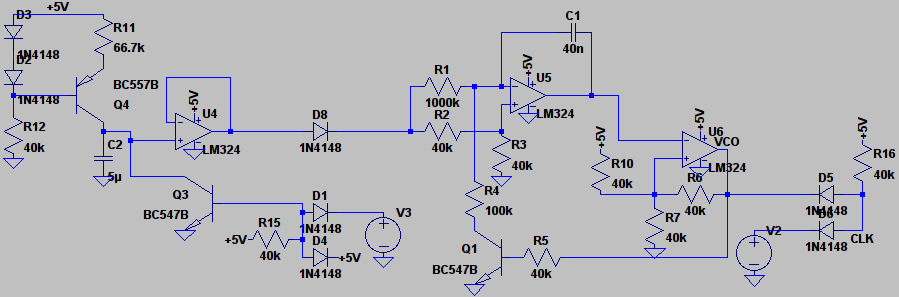 D3
+5V
1N4148
D2
1N4148
R11
66.7k
BC557B
Q4
R12
40k
C2
5µ
+5V
U4
LM324
Q3
BC547B
R15
40k
+5V
D1
1N4148
D4
1N4148
+5V
V3
D8
1N4148
R1
1000k
R2
40k
C1
40n
+5V
U5
LM324
R3
40k
R4
100k
Q1
BC547B
R5
40k
+5V
R10
40k
+5V
U6
VCO
LM324
R6
40k
R7
40k
V2
D5
1N4148
D6
1N4148
CLK
+5V
R16
40k